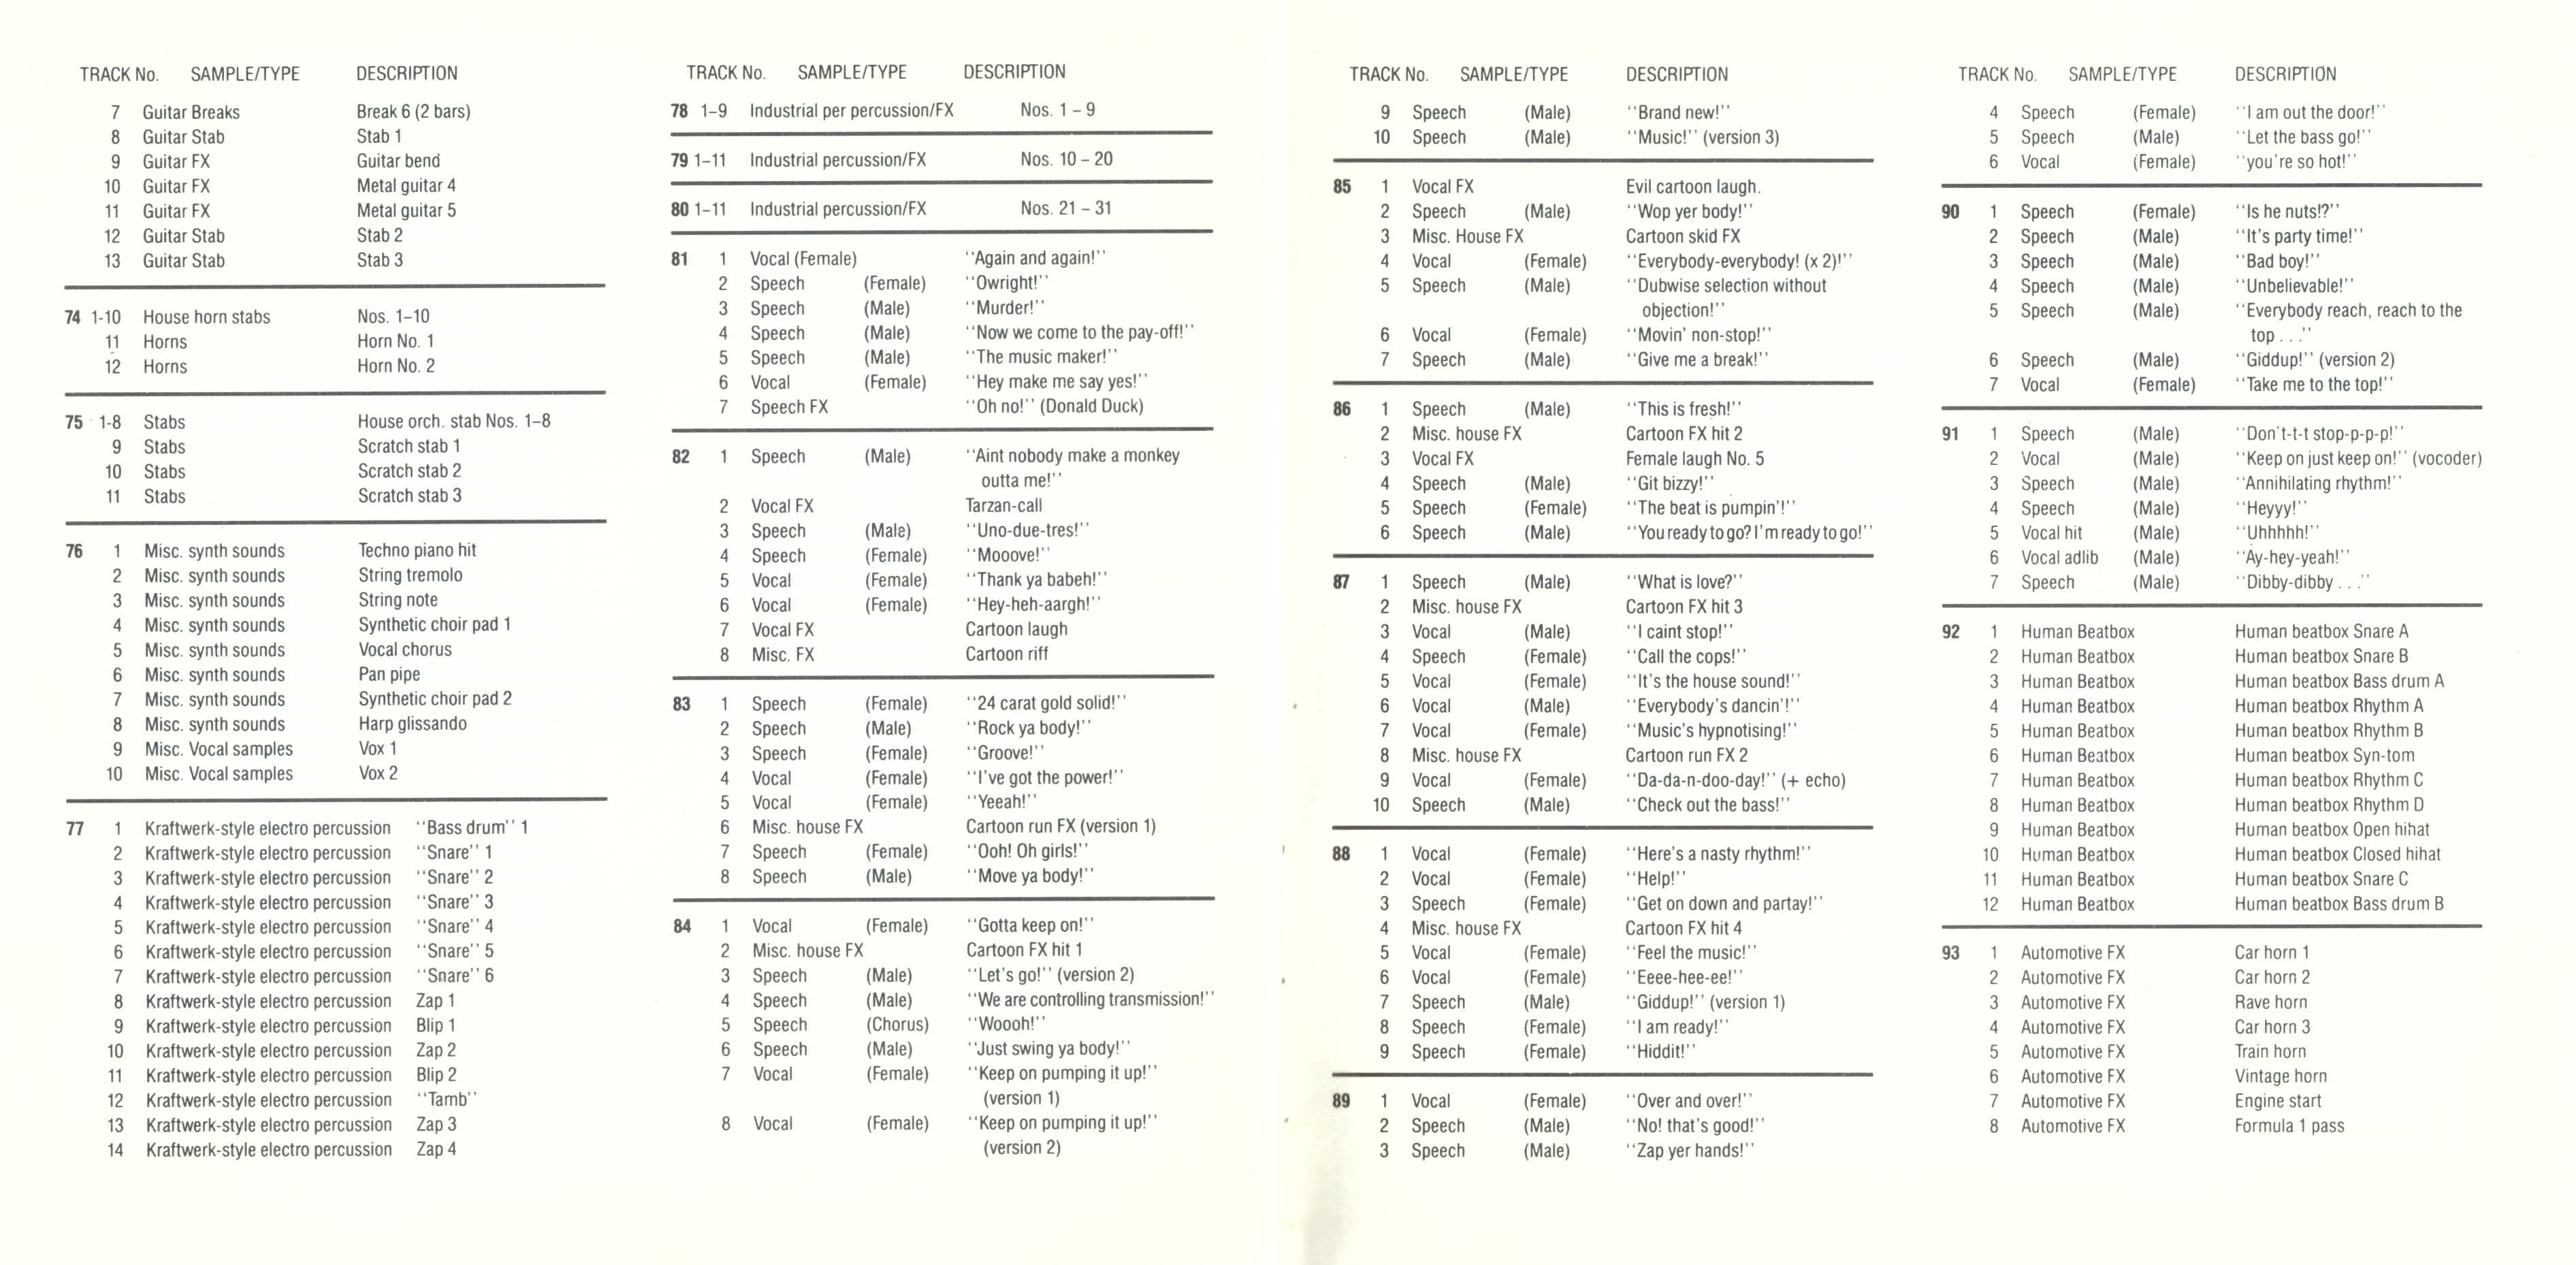 TRACK No. SAMPLE/TYPE DESCRIPTION
7 Guitar Breaks Break 6 (2 bars)
8 Guitar Stab Stab 1
9 Guitar FX Guitar bend
10 Guitar FX Metal guitar 4
11 Guitar FX Metal guitar 5
12 Guitar Stab Stab 2
13 Guitar Stab Stab 3
74 1-10 House horn stabs Nos. 1–10
11 Horns Horn No. 1
12 Horns Horn No. 2
75 1-8 Stabs House orch. stab Nos. 1–8
9 Stabs Scratch stab 1
10 Stabs Scratch stab 2
11 Stabs Scratch stab 3
76 1 Misc. synth sounds Techno piano hit
2 Misc. synth sounds String tremolo
3 Misc. synth sounds String note
4 Misc. synth sounds Synthetic choir pad 1
5 Misc. synth sounds Vocal chorus
6 Misc. synth sounds Pan pipe
7 Misc. synth sounds Synthetic choir pad 2
8 Misc. synth sounds Harp glissando
9 Misc. Vocal samples Vox 1
10 Misc. Vocal samples Vox 2
77 1 Kraftwerk-style electro percussion ‘‘Bass drum’’ 1
2 Kraftwerk-style electro percussion ‘‘Snare’’ 1
3 Kraftwerk-style electro percussion ‘‘Snare’’ 2
4 Kraftwerk-style electro percussion ‘‘Snare’’ 3
5 Kraftwerk-style electro percussion ‘‘Snare’’ 4
6 Kraftwerk-style electro percussion ‘‘Snare’’ 5
7 Kraftwerk-style electro percussion ‘‘Snare’’ 6
8 Kraftwerk-style electro percussion Zap 1
9 Kraftwerk-style electro percussion Blip 1
10 Kraftwerk-style electro percussion Zap 2
11 Kraftwerk-style electro percussion Blip 2
12 Kraftwerk-style electro percussion ‘‘Tamb’’
13 Kraftwerk-style electro percussion Zap 3
14 Kraftwerk-style electro percussion Zap 4
TRACK No. SAMPLE/TYPE DESCRIPTION
78 1–9 Industrial per percussion/FX Nos. 1 – 9
79 1–11 Industrial percussion/FX Nos. 10 – 20
80 1–11 Industrial percussion/FX Nos. 21 – 31
81 1 Vocal (Female) ‘‘Again and again!’’
2 Speech (Female) ‘‘Owright!’’
3 Speech (Male) ‘‘Murder!’’
4 Speech (Male) ‘‘Now we come to the pay-off!’’
5 Speech (Male) ‘‘The music maker!’’
6 Vocal (Female) ‘‘Hey make me say yes!’’
7 Speech FX ‘‘Oh no!’’ (Donald Duck)
82 1 Speech (Male) ‘‘Aint nobody make a monkey
outta me!’’
2 Vocal FX Tarzan-call
3 Speech (Male) ‘‘Uno-due-tres!’’
4 Speech (Female) ‘‘Mooove!’’
5 Vocal (Female) ‘‘Thank ya babeh!’’
6 Vocal (Female) ‘‘Hey-heh-aargh!’’
7 Vocal FX Cartoon laugh
8 Misc. FX Cartoon riff
83 1 Speech (Female) ‘‘24 carat gold solid!’’
2 Speech (Male) ‘‘Rock ya body!’’
3 Speech (Female) ‘‘Groove!’’
4 Vocal (Female) ‘‘I’ve got the power!’’
5 Vocal (Female) ‘‘Yeeah!’’
6 Misc. house FX Cartoon run FX (version 1)
7 Speech (Female) ‘‘Ooh! Oh girls!’’
8 Speech (Male) ‘‘Move ya body!’’
84 1 Vocal (Female) ‘‘Gotta keep on!’’
2 Misc. house FX Cartoon FX hit 1
3 Speech (Male) ‘‘Let’s go!’’ (version 2)
4 Speech (Male) ‘‘We are controlling transmission!’’
5 Speech (Chorus) ‘‘Woooh!’’
6 Speech (Male) ‘‘Just swing ya body!’’
7 Vocal (Female) ‘‘Keep on pumping it up!’’
(version 1)
8 Vocal (Female) ‘‘Keep on pumping it up!’’
(version 2)
TRACK No. SAMPLE/TYPE DESCRIPTION
9 Speech (Male) ‘‘Brand new!’’
10 Speech (Male) ‘‘Music!’’ (version 3)
85 1 Vocal FX Evil cartoon laugh.
2 Speech (Male) ‘‘Wop yer body!’’
3 Misc. House FX Cartoon skid FX
4 Vocal (Female) ‘‘Everybody-everybody! (x 2)!’’
5 Speech (Male) ‘‘Dubwise selection without
objection!’’
6 Vocal (Female) ‘‘Movin’ non-stop!’’
7 Speech (Male) ‘‘Give me a break!’’
86 1 Speech (Male) ‘‘This is fresh!’’
2 Misc. house FX Cartoon FX hit 2
3 Vocal FX Female laugh No. 5
4 Speech (Male) ‘‘Git bizzy!’’
5 Speech (Female) ‘‘The beat is pumpin’!’’
6 Speech (Male) ‘‘You ready to go? I’m ready to go!’’
87 1 Speech (Male) ‘‘What is love?’’
2 Misc. house FX Cartoon FX hit 3
3 Vocal (Male) ‘‘I caint stop!’’
4 Speech (Female) ‘‘Call the cops!’’
5 Vocal (Female) ‘‘It’s the house sound!’’
6 Vocal (Male) ‘‘Everybody’s dancin’!’’
7 Vocal (Female) ‘‘Music’s hypnotising!’’
8 Misc. house FX Cartoon run FX 2
9 Vocal (Female) ‘‘Da-da-n-doo-day!’’ (+ echo)
10 Speech (Male) ‘‘Check out the bass!’’
88 1 Vocal (Female) ‘‘Here’s a nasty rhythm!’’
2 Vocal (Female) ‘‘Help!’’
3 Speech (Female) ‘‘Get on down and partay!’’
4 Misc. house FX Cartoon FX hit 4
5 Vocal (Female) ‘‘Feel the music!’’
6 Vocal (Female) ‘‘Eeee-hee-ee!’’
7 Speech (Male) ‘‘Giddup!’’ (version 1)
8 Speech (Female) ‘‘I am ready!’’
9 Speech (Female) ‘‘Hiddit!’’
89 1 Vocal (Female) ‘‘Over and over!’’
2 Speech (Male) ‘‘No! that’s good!’’
3 Speech (Male) ‘‘Zap yer hands!’’
TRACK No. SAMPLE/TYPE DESCRIPTION
4 Speech (Female) ‘‘I am out the door!’’
5 Speech (Male) ‘‘Let the bass go!’’
6 Vocal (Female) ‘‘you’re so hot!’’
90 1 Speech (Female) ‘‘Is he nuts!?’’
2 Speech (Male) ‘‘It’s party time!’’
3 Speech (Male) ‘‘Bad boy!’’
4 Speech (Male) ‘‘Unbelievable!’’
5 Speech (Male) ‘‘Everybody reach, reach to the
top . . .’’
6 Speech (Male) ‘‘Giddup!’’ (version 2)
7 Vocal (Female) ‘‘Take me to the top!’’
91 1 Speech (Male) ‘‘Don’t-t-t stop-p-p-p!’’
2 Vocal (Male) ‘‘Keep on just keep on!’’ (vocoder)
3 Speech (Male) ‘‘Annihilating rhythm!’’
4 Speech (Male) ‘‘Heyyy!’’
5 Vocal hit (Male) ‘‘Uhhhhh!’’
6 Vocal adlib (Male) ‘‘Ay-hey-yeah!’’
7 Speech (Male) ‘‘Dibby-dibby . . .’’
92 1 Human Beatbox Human beatbox Snare A
2 Human Beatbox Human beatbox Snare B
3 Human Beatbox Human beatbox Bass drum A
4 Human Beatbox Human beatbox Rhythm A
5 Human Beatbox Human beatbox Rhythm B
6 Human Beatbox Human beatbox Syn-tom
7 Human Beatbox Human beatbox Rhythm C
8 Human Beatbox Human beatbox Rhythm D
9 Human Beatbox Human beatbox Open hihat
10 Human Beatbox Human beatbox Closed hihat
11 Human Beatbox Human beatbox Snare C
12 Human Beatbox Human beatbox Bass drum B
93 1 Automotive FX Car horn 1
2 Automotive FX Car horn 2
3 Automotive FX Rave horn
4 Automotive FX Car horn 3
5 Automotive FX Train horn
6 Automotive FX Vintage horn
7 Automotive FX Engine start
8 Automotive FX Formula 1 pass